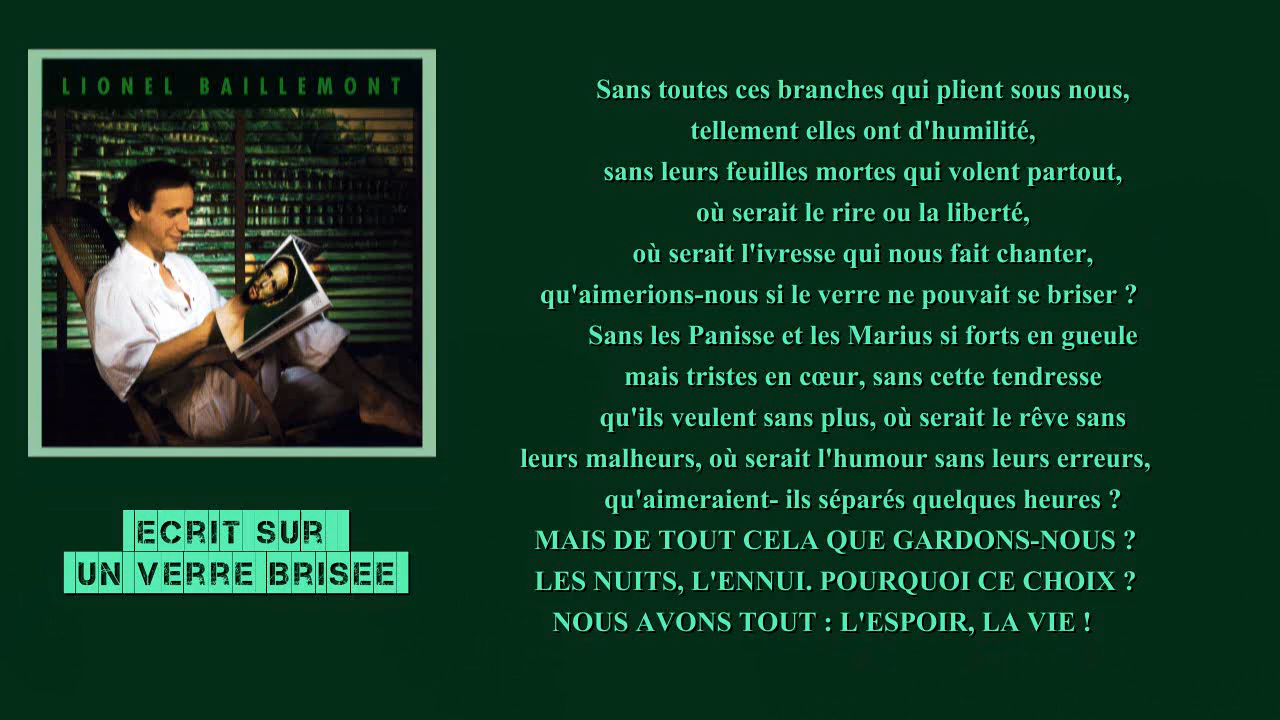 LIONEL BAILLEMONT
ECRIT SUR
UN VERRE BRISEE
Sans toutes ces branches qui plient sous nous,
tellement elles ont d'humilité,
sans leurs feuilles mortes qui volent partout,
où serait le rire ou la liberté,
où serait l'ivresse qui nous fait chanter,
qu'aimerions-nous si le verre ne pouvait se briser ?
Sans les Panisse et les Marius si forts en gueule
mais tristes en cœur, sans cette tendresse
qu'ils veulent sans plus, où serait le rêve sans
leurs malheurs, où serait l'humour sans leurs erreurs,
qu'aimeraient- ils séparés quelques heures ?
MAIS DE TOUT CELA QUE GARDONS-NOUS ?
LES NUITS, L'ENNUI. POURQUOI CE CHOIX ?
NOUS AVONS TOUT : L'ESPOIR, LA VIE !